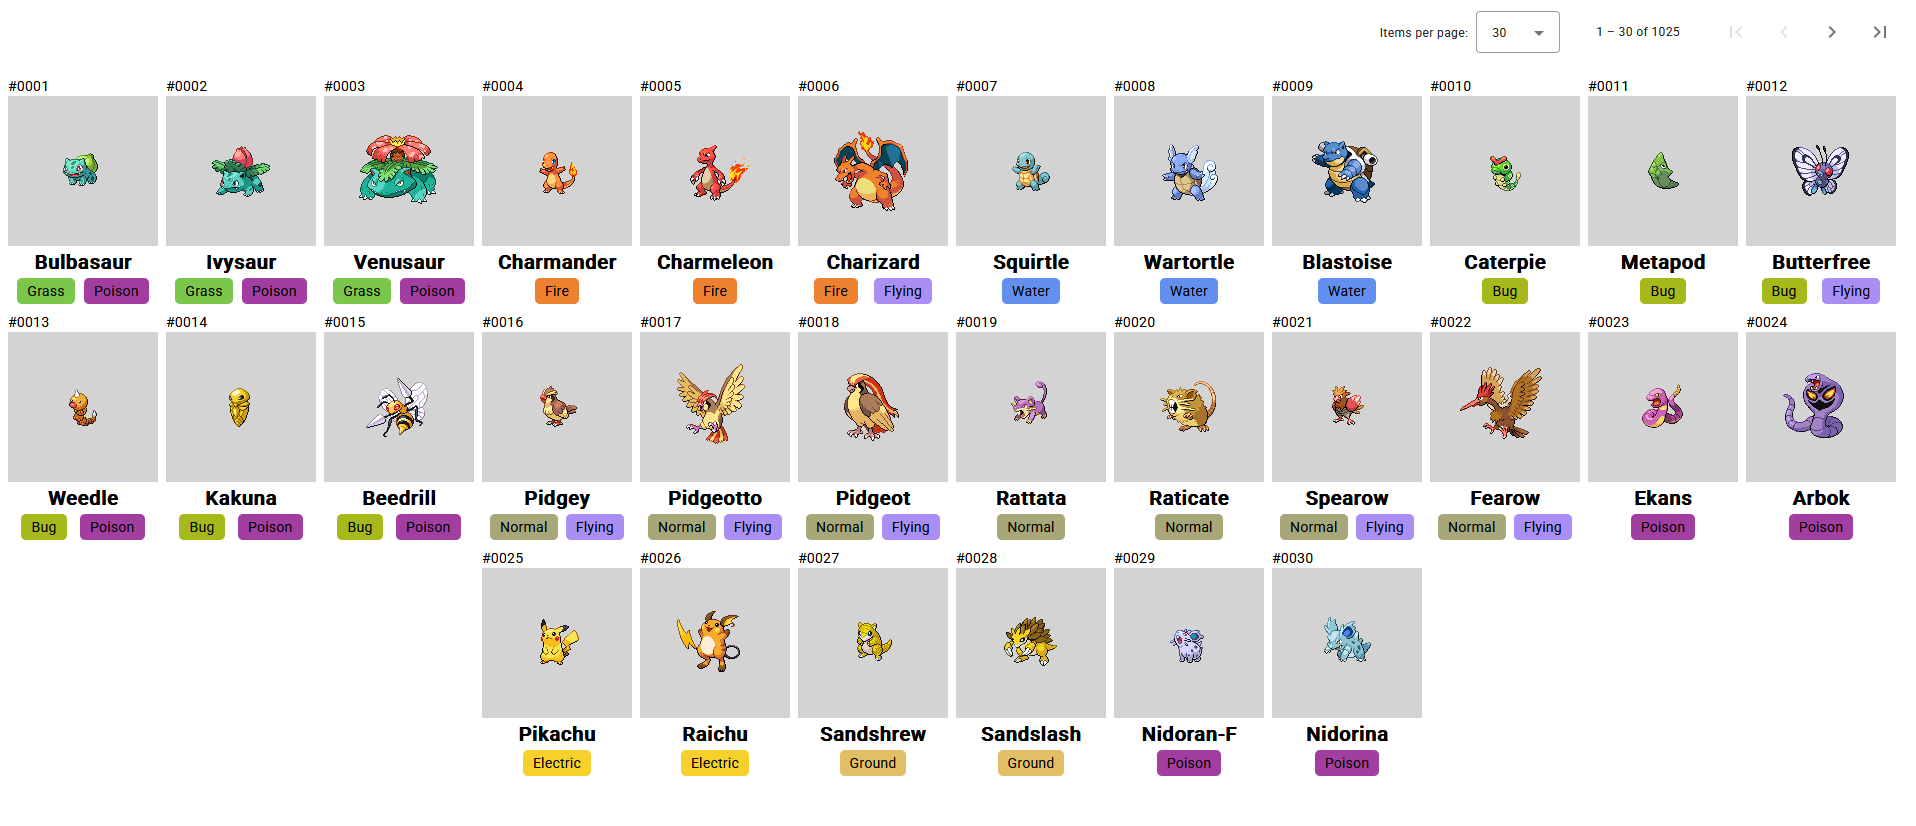 Items per page: 30 1 – 30 of 1025
#0001 #0002 #0003 #0004 #0005 #0006 #0007 #0008 #0009 #0010 #0011 #0012
Bulbasaur Ivysaur Venusaur Charmander Charmeleon Charizard Squirtle Wartortle Blastoise Caterpie Metapod Butterfree
Grass Poison Grass Poison Grass Poison Fire Fire Fire Flying Water Water Water Bug Bug Bug Flying
#0013 #0014 #0015 #0016 #0017 #0018 #0019 #0020 #0021 #0022 #0023 #0024
Weedle Kakuna Beedrill Pidgey Pidgeotto Pidgeot Rattata Raticate Spearow Fearow Ekans Arbok
Bug Poison Bug Poison Bug Poison Normal Flying Normal Flying Normal Flying Normal Normal Normal Flying Normal Flying Poison Poison
#0025 #0026 #0027 #0028 #0029 #0030
Pikachu Raichu Sandshrew Sandslash Nidoran-F Nidorina
Electric Electric Ground Ground Poison Poison